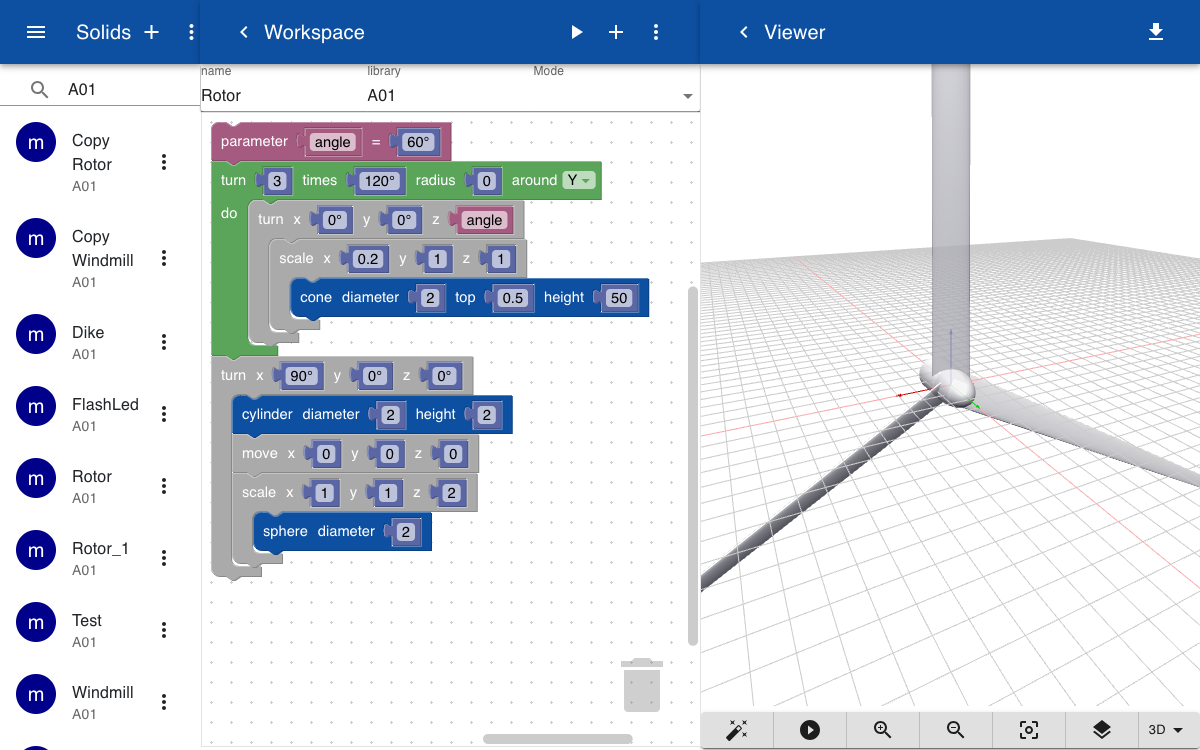 Solids
Workspace
Viewer
A01
name
library
Mode
Rotor
A01
m
Copy
Rotor
A01
m
Copy
Windmill
A01
m
Dike
A01
m
FlashLed
A01
m
Rotor
A01
m
Rotor_1
A01
m
Test
A01
m
Windmill
A01
parameter angle = 60°
turn 3 times 120° radius 0 around Y
do turn x 0° y 0° z angle
scale x 0.2 y 1 z 1
cone diameter 2 top 0.5 height 50
turn x 90° y 0° z 0°
cylinder diameter 2 height 2
move x 0 y 0 z 0
scale x 1 y 1 z 2
sphere diameter 2
3D